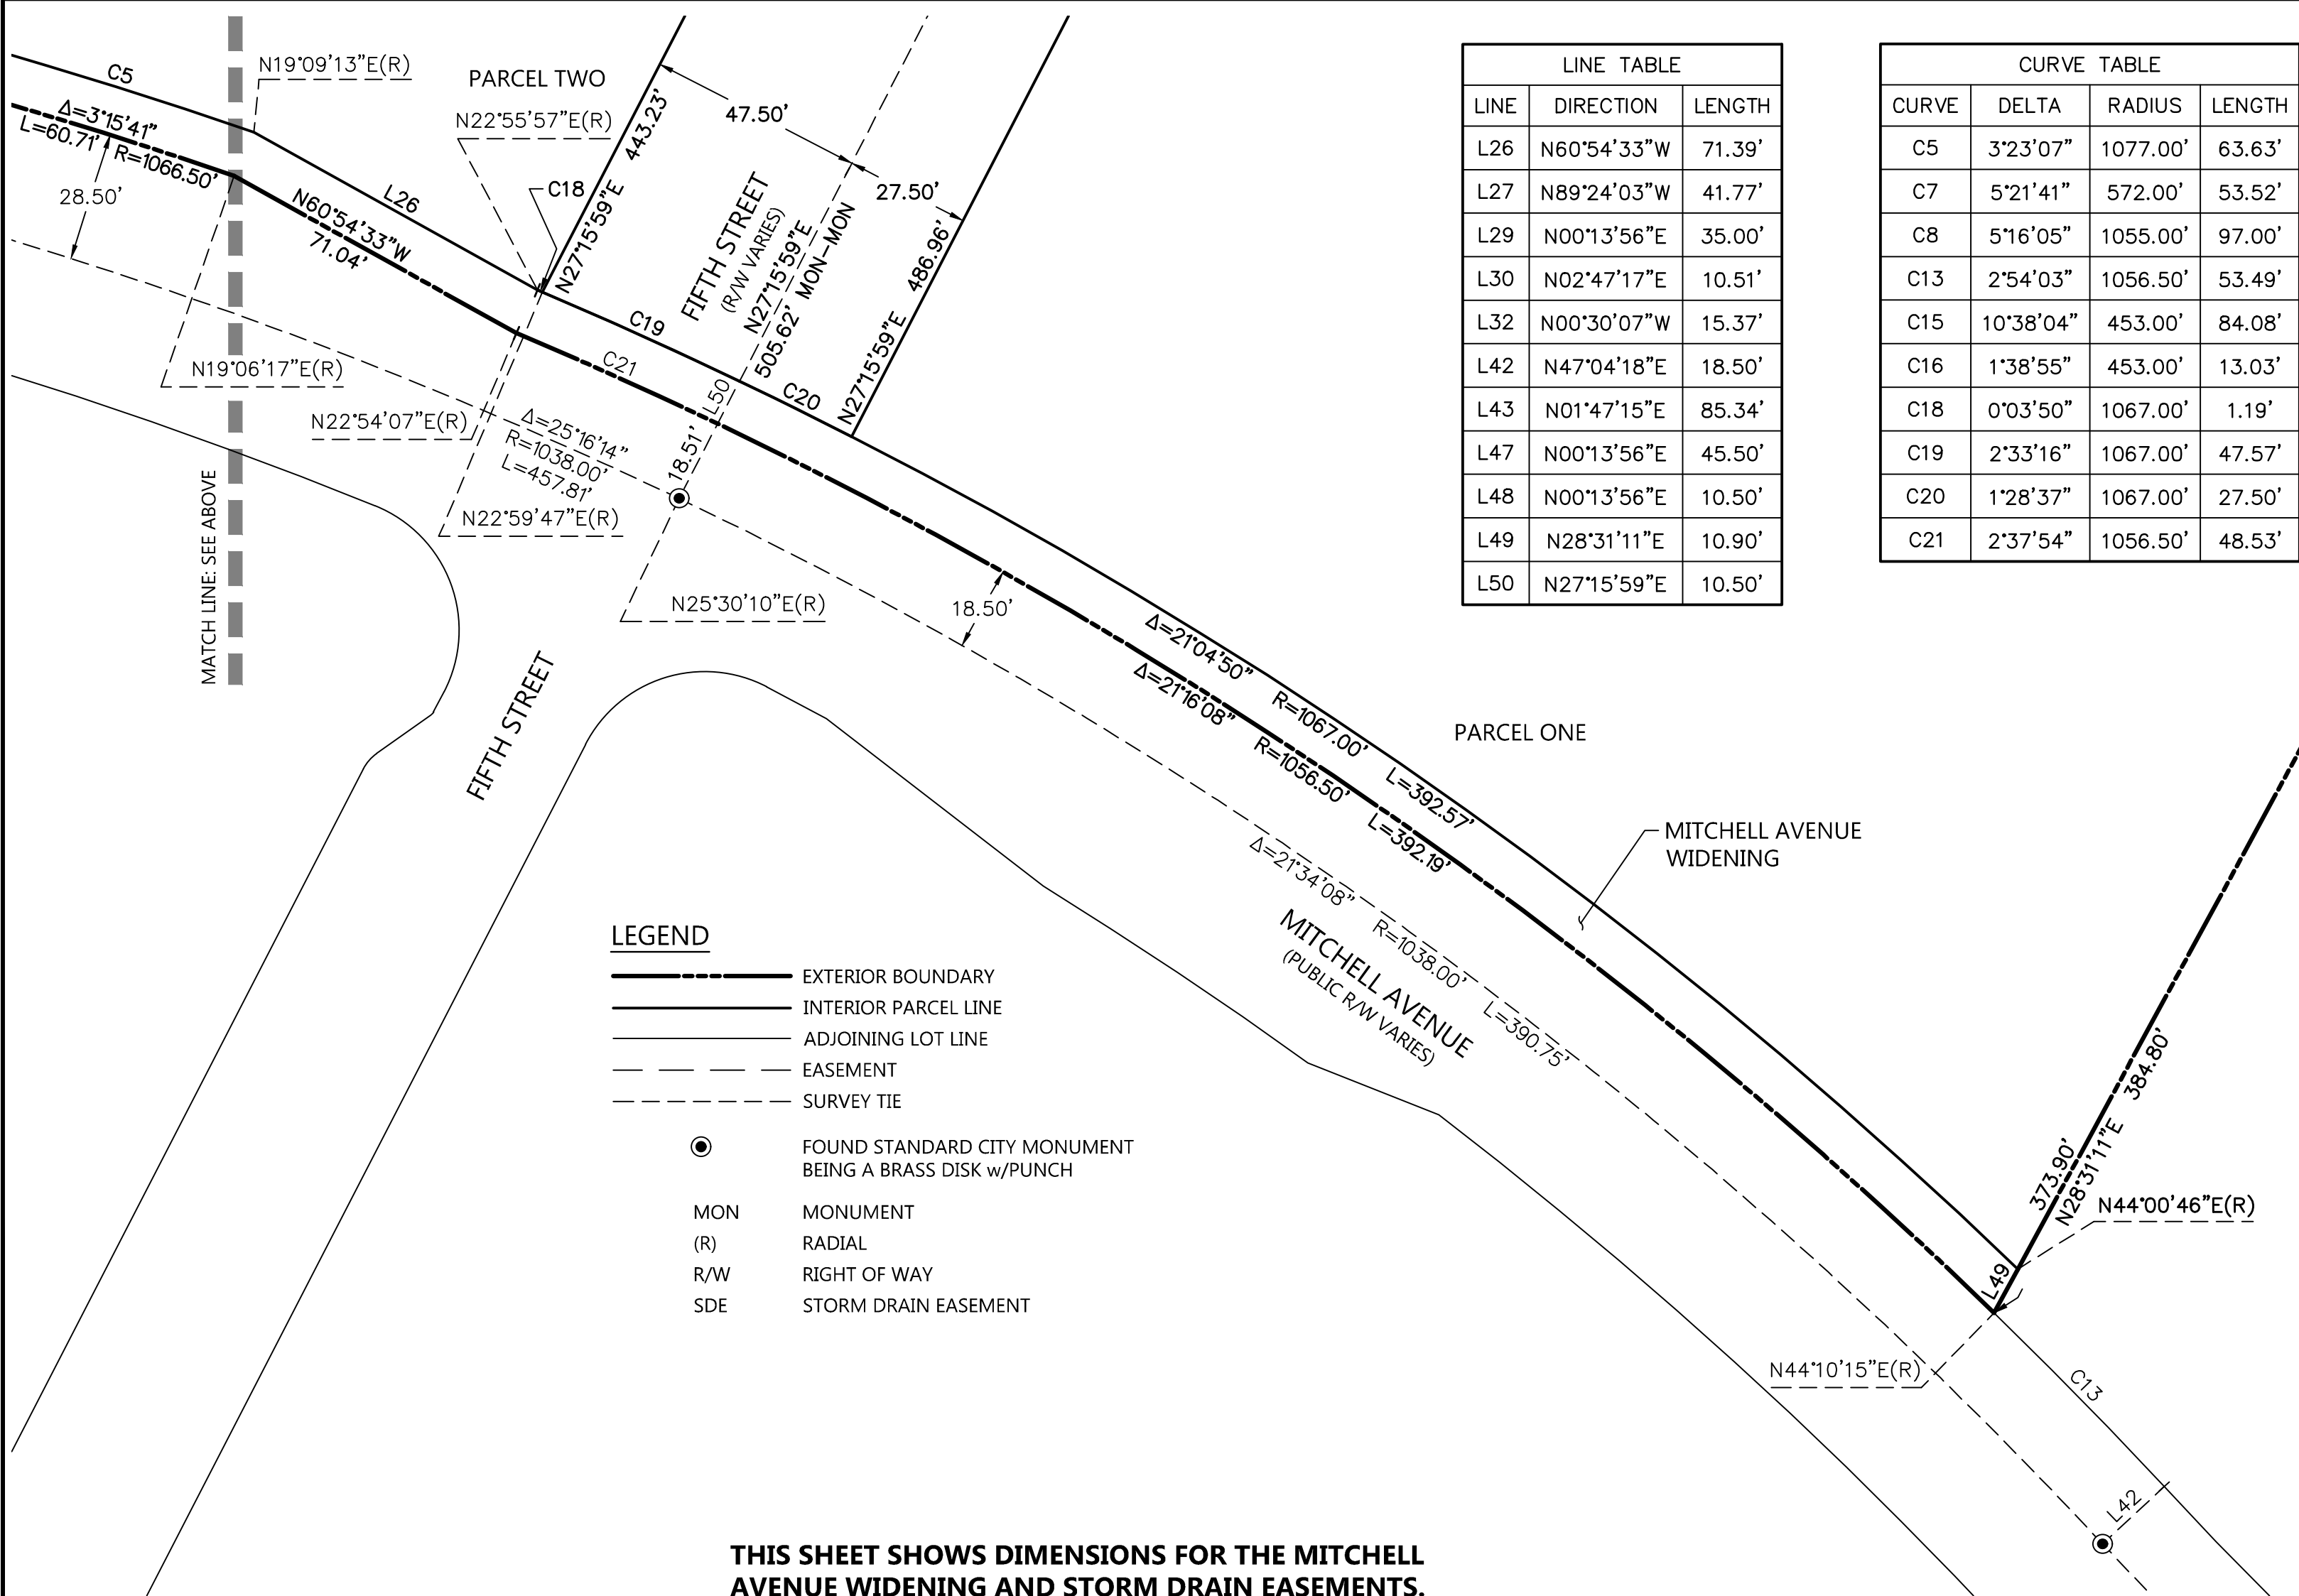 C5
N19°09'13"E(R)
Δ=3°15'41"
L=60.71'
R=1066.50'
28.50'
PARCEL TWO
N22°55'57"E(R)
C18
L26
N60°54'33"W
71.04'
N27°15'59"E 443.23'
47.50'
27.50'
FIFTH STREET
(R/W VARIES)
N27°15'59"E
505.62' MON-MON
N27°15'59"E 486.96'
C19
C20
C21
L50
18.51'
N19°06'17"E(R)
N22°54'07"E(R)
Δ=25°16'14"
R=1038.00'
L=457.81'
N22°59'47"E(R)
N25°30'10"E(R)
18.50'
MATCH LINE: SEE ABOVE
FIFTH STREET
LINE TABLE
LINE DIRECTION LENGTH
L26 N60°54'33"W 71.39'
L27 N89°24'03"W 41.77'
L29 N00°13'56"E 35.00'
L30 N02°47'17"E 10.51'
L32 N00°30'07"W 15.37'
L42 N47°04'18"E 18.50'
L43 N01°47'15"E 85.34'
L47 N00°13'56"E 45.50'
L48 N00°13'56"E 10.50'
L49 N28°31'11"E 10.90'
L50 N27°15'59"E 10.50'
CURVE TABLE
CURVE DELTA RADIUS LENGTH
C5 3°23'07" 1077.00' 63.63'
C7 5°21'41" 572.00' 53.52'
C8 5°16'05" 1055.00' 97.00'
C13 2°54'03" 1056.50' 53.49'
C15 10°38'04" 453.00' 84.08'
C16 1°38'55" 453.00' 13.03'
C18 0°03'50" 1067.00' 1.19'
C19 2°33'16" 1067.00' 47.57'
C20 1°28'37" 1067.00' 27.50'
C21 2°37'54" 1056.50' 48.53'
Δ=21°04'50" R=1067.00' L=392.57'
Δ=21°16'08" R=1056.50' L=392.19'
Δ=21°34'08" R=1038.00' L=390.75'
PARCEL ONE
MITCHELL AVENUE
WIDENING
MITCHELL AVENUE
(PUBLIC R/W VARIES)
373.90'
N28°31'11"E 384.80'
N44°00'46"E(R)
L49
N44°10'15"E(R)
C13
L42
LEGEND
EXTERIOR BOUNDARY
INTERIOR PARCEL LINE
ADJOINING LOT LINE
EASEMENT
SURVEY TIE
FOUND STANDARD CITY MONUMENT
BEING A BRASS DISK w/PUNCH
MON MONUMENT
(R) RADIAL
R/W RIGHT OF WAY
SDE STORM DRAIN EASEMENT
THIS SHEET SHOWS DIMENSIONS FOR THE MITCHELL
AVENUE WIDENING AND STORM DRAIN EASEMENTS.